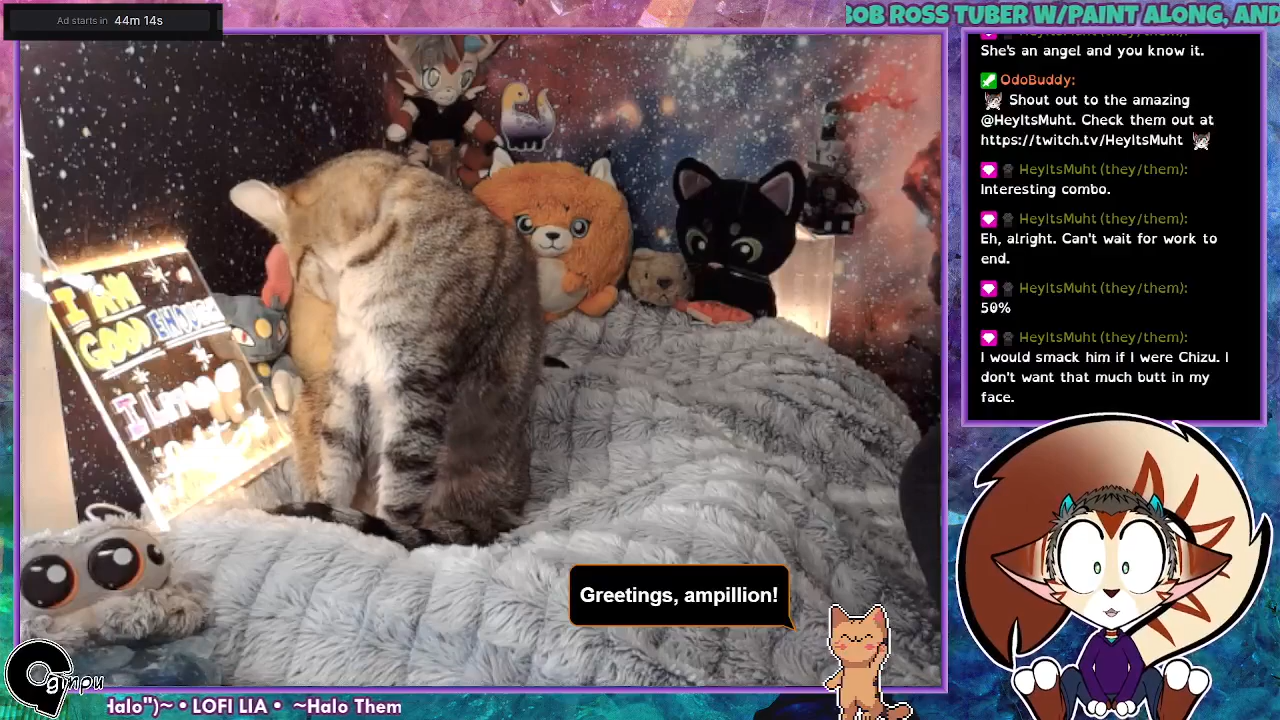 Ad starts in 44m 14s
BOB ROSS TUBER W/PAINT ALONG, AND
She's an angel and you know it.
OdoBuddy:
Shout out to the amazing
@HeyItsMuht. Check them out at
https://twitch.tv/HeyItsMuht
HeyItsMuht (they/them):
Interesting combo.
HeyItsMuht (they/them):
Eh, alright. Can't wait for work to
end.
HeyItsMuht (they/them):
50%
HeyItsMuht (they/them):
I would smack him if I were Chizu. I
don't want that much butt in my
face.
I AM
GOOD ENOUGH
Greetings, ampillion!
ginpu
Halo")~ • LOFI LIA • ~Halo Them